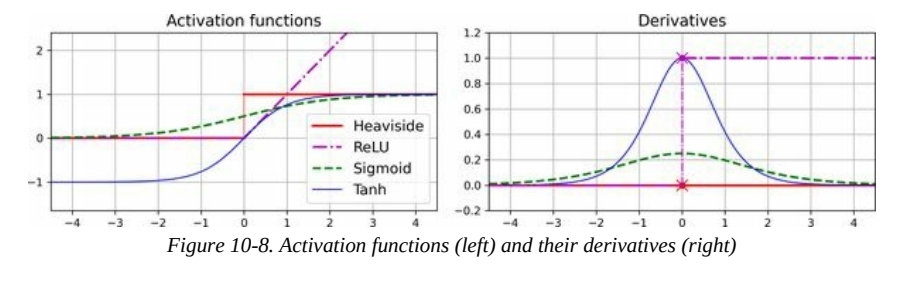 Activation functions
2
1
0
−1
−4 −3 −2 −1 0 1 2 3 4
Heaviside
ReLU
Sigmoid
Tanh
Derivatives
1.2
1.0
0.8
0.6
0.4
0.2
0.0
−0.2
−4 −3 −2 −1 0 1 2 3 4
Figure 10-8. Activation functions (left) and their derivatives (right)